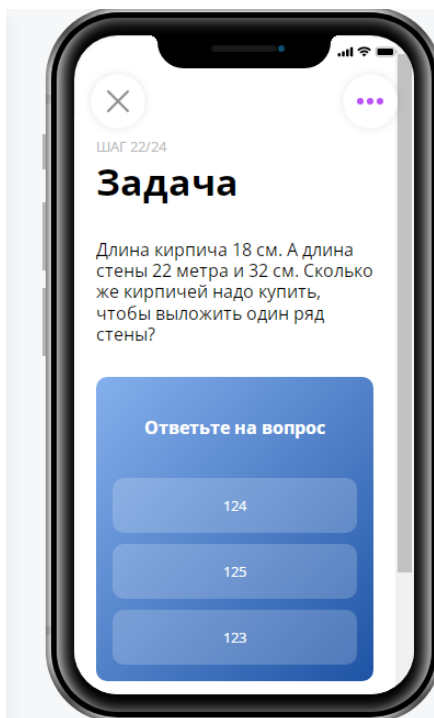 ШАГ 22/24
Задача
Длина кирпича 18 см. А длина
стены 22 метра и 32 см. Сколько
же кирпичей надо купить,
чтобы выложить один ряд
стены?
Ответьте на вопрос
124
125
123